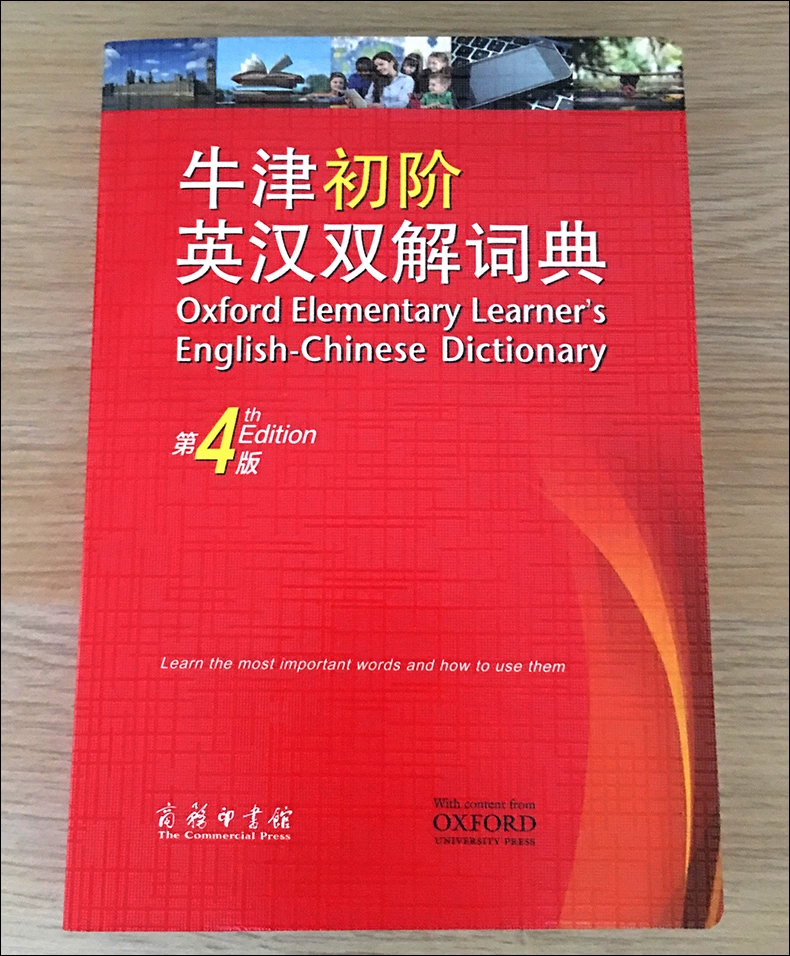 牛津初阶
英汉双解词典
Oxford Elementary Learner's
English-Chinese Dictionary
第4th Edition版
Learn the most important words and how to use them
商務印書館
The Commercial Press
With content from
OXFORD
UNIVERSITY PRESS